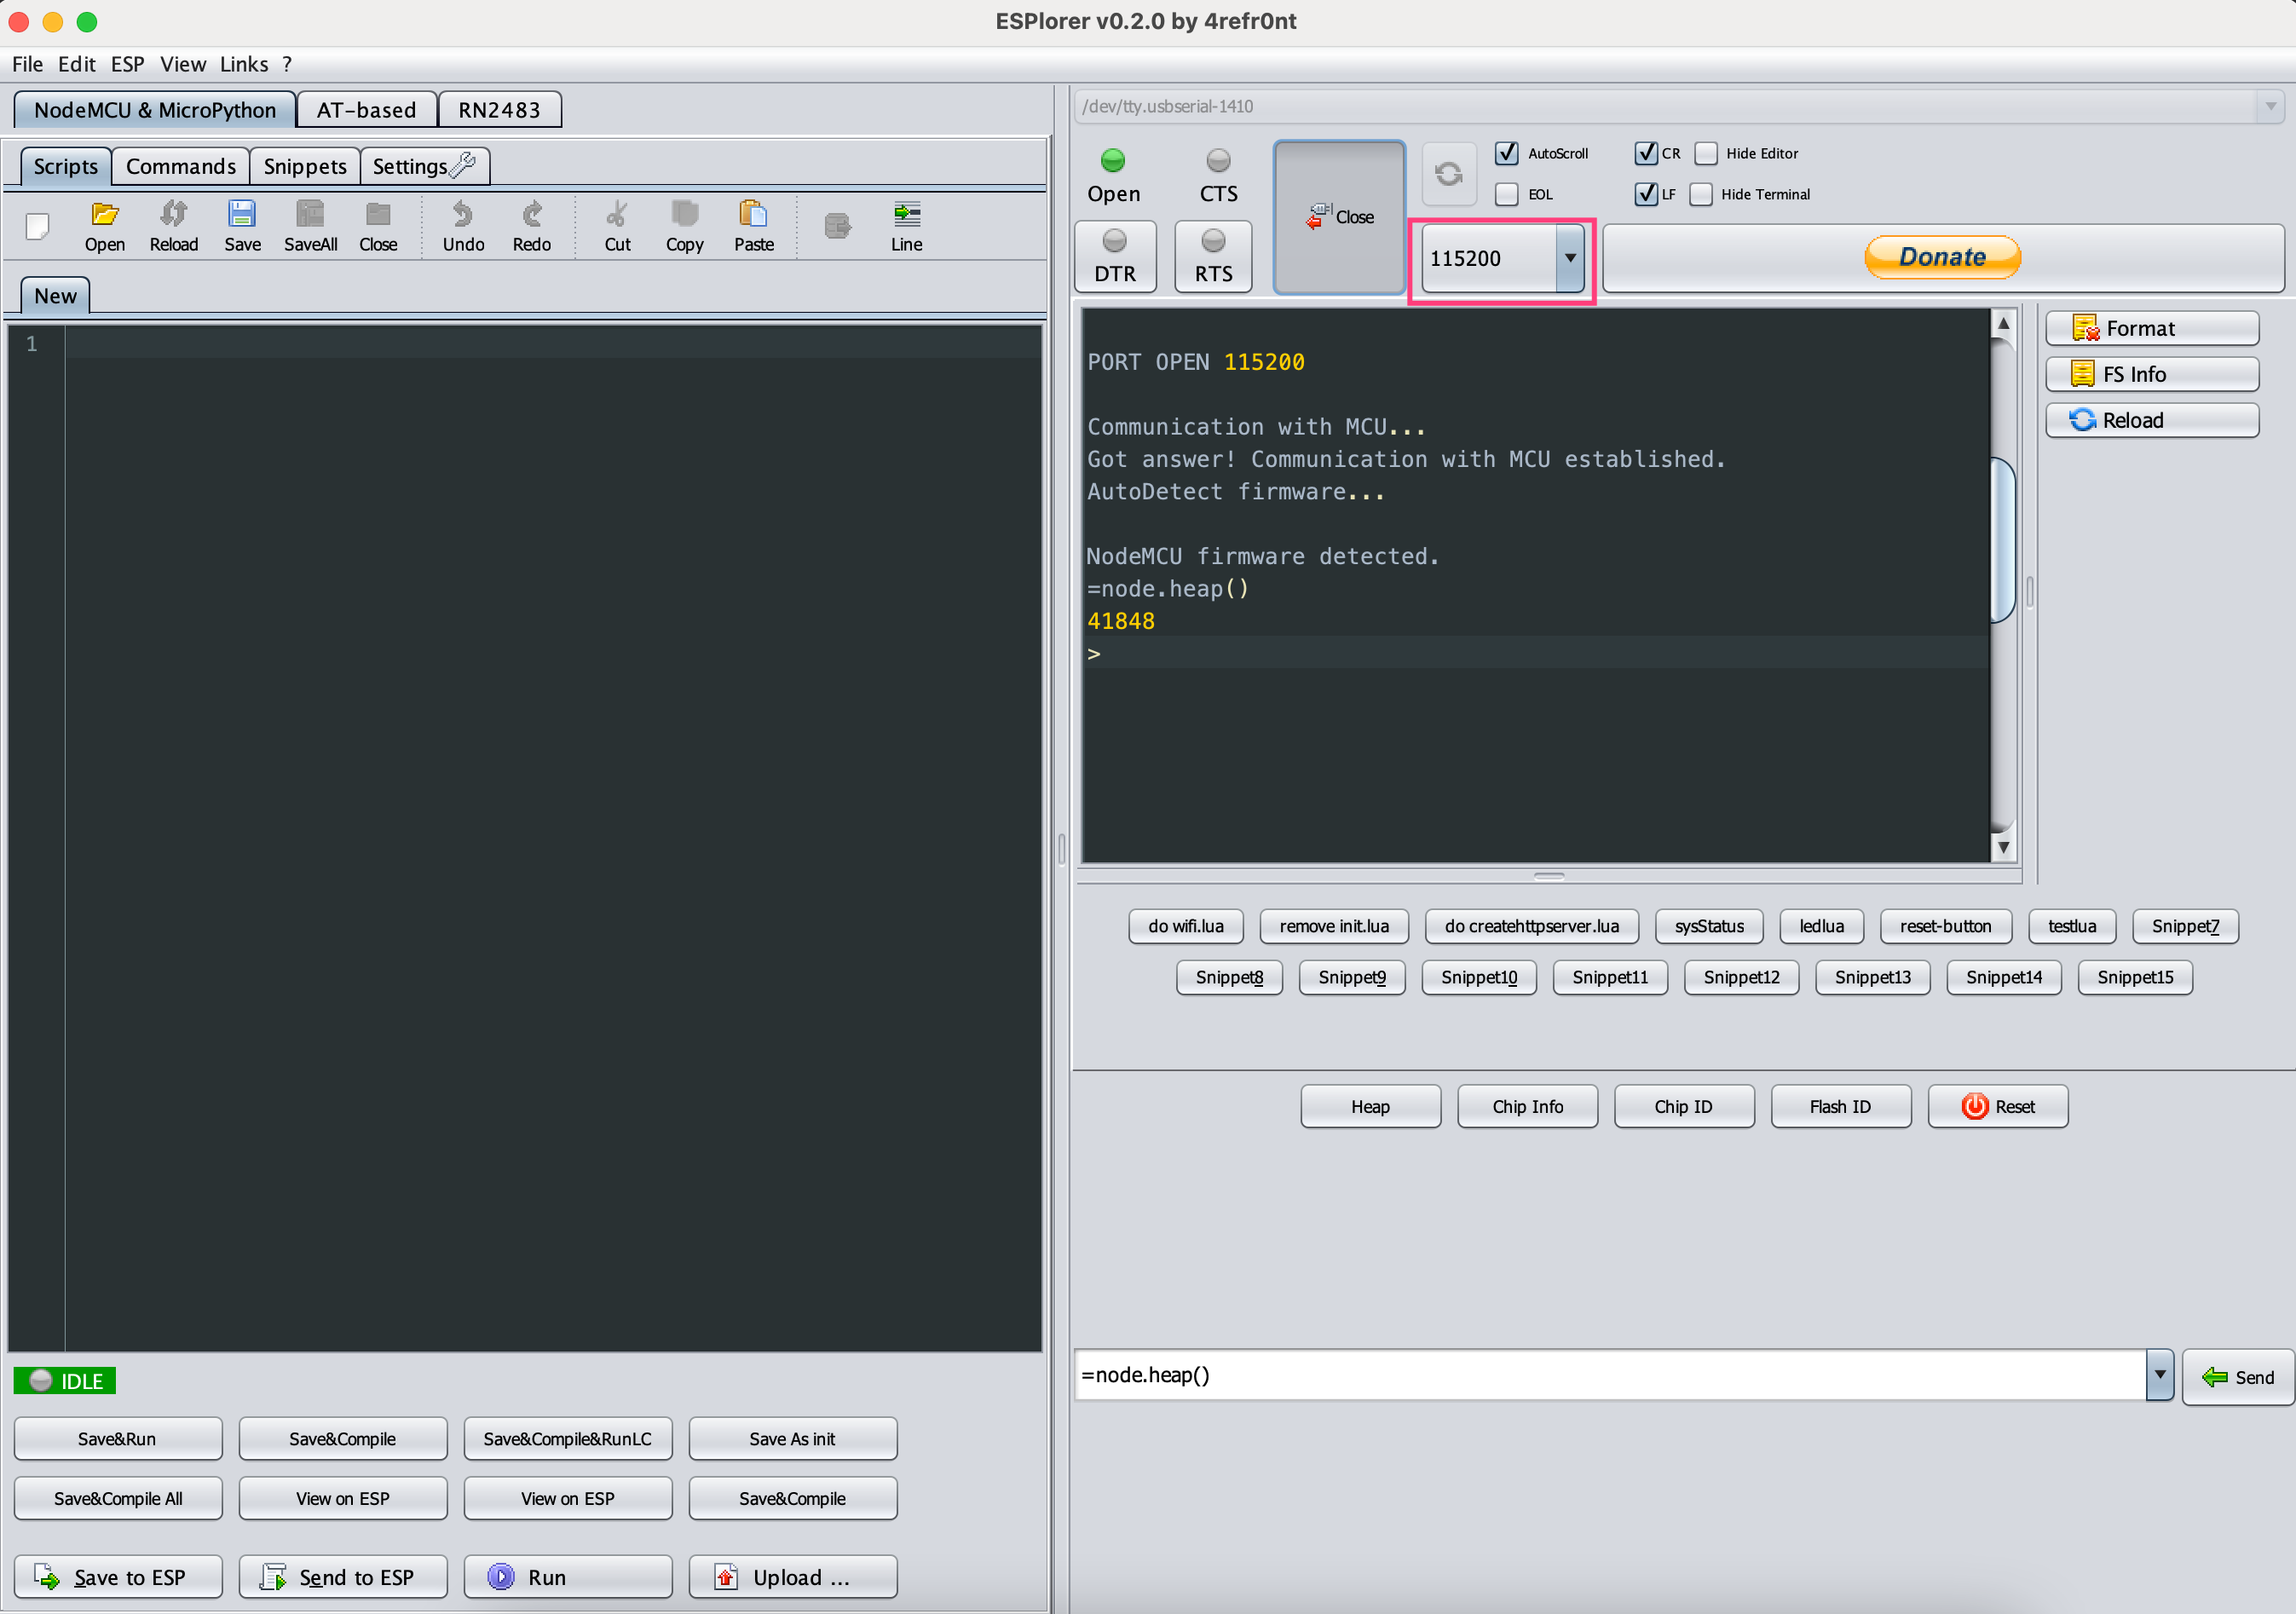 ESPlorer v0.2.0 by 4refr0nt
File Edit ESP View Links ?
NodeMCU & MicroPython AT-based RN2483
Scripts Commands Snippets Settings
Open Reload Save SaveAll Close Undo Redo Cut Copy Paste Line
New
1
IDLE
Save&Run Save&Compile Save&Compile&RunLC Save As init
Save&Compile All View on ESP View on ESP Save&Compile
Save to ESP Send to ESP Run Upload ...
/dev/tty.usbserial-1410
Open CTS Close AutoScroll CR Hide Editor
EOL LF Hide Terminal
DTR RTS 115200 Donate
PORT OPEN 115200
Communication with MCU...
Got answer! Communication with MCU established.
AutoDetect firmware...
NodeMCU firmware detected.
=node.heap()
41848
>
Format
FS Info
Reload
do wifi.lua remove init.lua do createhttpserver.lua sysStatus ledlua reset-button testlua Snippet7
Snippet8 Snippet9 Snippet10 Snippet11 Snippet12 Snippet13 Snippet14 Snippet15
Heap Chip Info Chip ID Flash ID Reset
=node.heap() Send